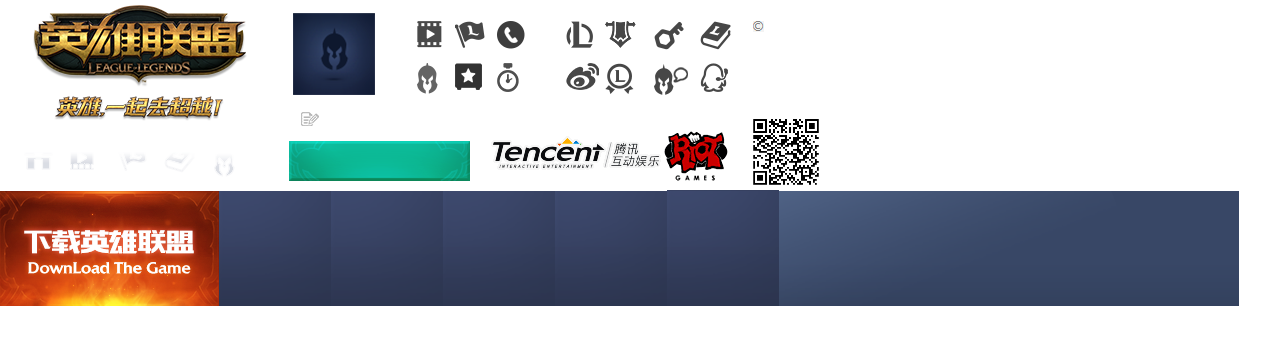 英雄联盟
LEAGUE of LEGENDS
英雄,一起去超越!
©
Tencent 腾讯
INTERACTIVE ENTERTAINMENT 互动娱乐
RIOT
GAMES
下载英雄联盟
DownLoad The Game